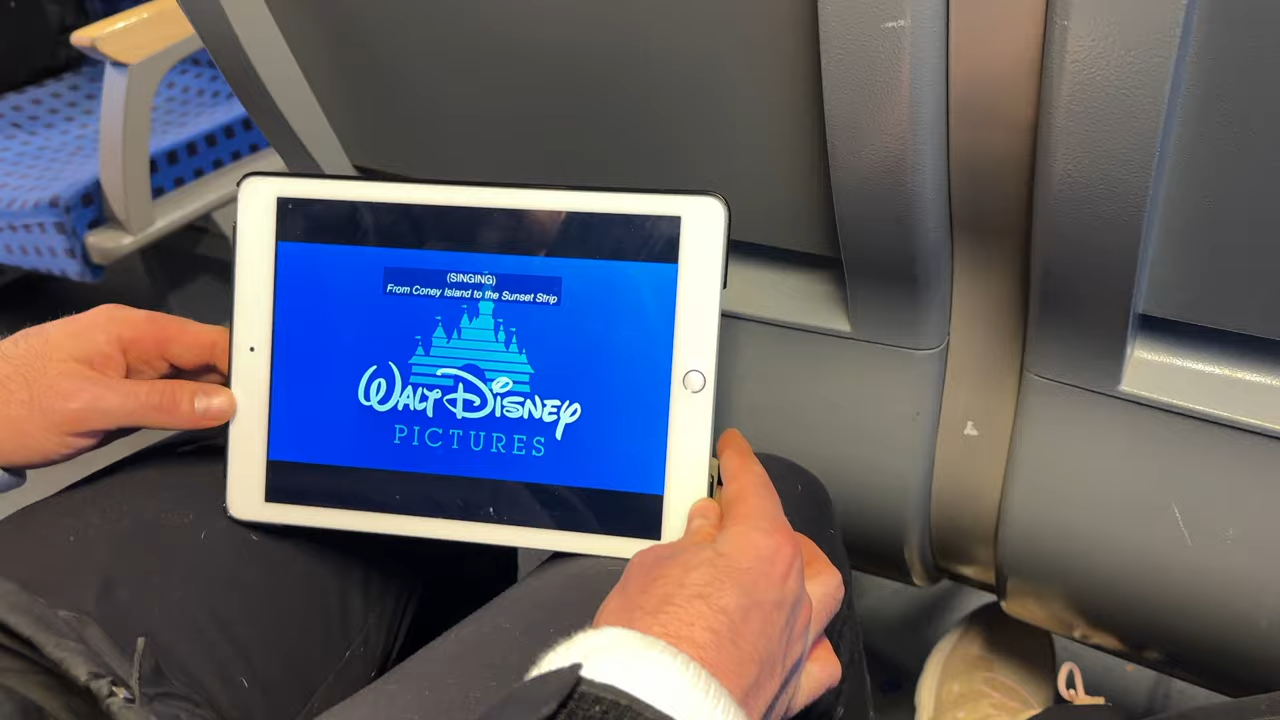 (SINGING)
From Coney Island to the Sunset Strip
WALT DISNEY
PICTURES